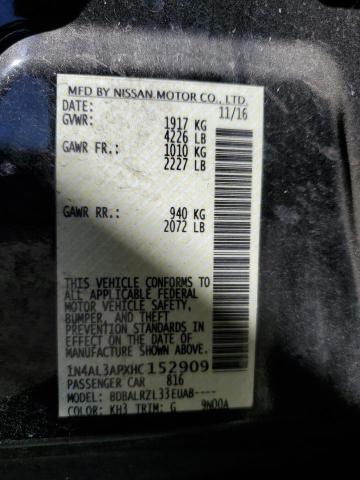 MFD BY NISSAN MOTOR CO., LTD.
DATE: 11/16
GVWR: 1917 KG
4226 LB
GAWR FR.: 1010 KG
2227 LB
GAWR RR.: 940 KG
2072 LB
THIS VEHICLE CONFORMS TO
ALL APPLICABLE FEDERAL
MOTOR VEHICLE SAFETY,
BUMPER, AND THEFT
PREVENTION STANDARDS
IN EFFECT ON THE DATE OF
MANUFACTURE SHOWN ABOVE.
1N4AL3APXHC152909
PASSENGER CAR 816
MODEL: BDBALRZL33EUAB----
COLOR: KH3 TRIM: G 9N00A